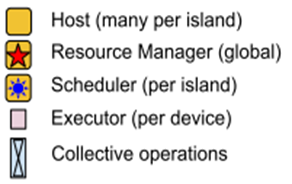 Host (many per island)
Resource Manager (global)
Scheduler (per island)
Executor (per device)
Collective operations